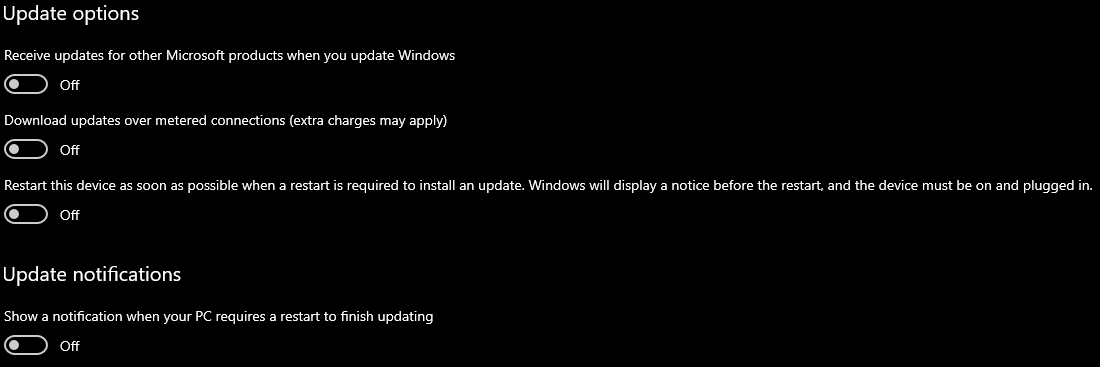 Update options
Receive updates for other Microsoft products when you update Windows
Off
Download updates over metered connections (extra charges may apply)
Off
Restart this device as soon as possible when a restart is required to install an update. Windows will display a notice before the restart, and the device must be on and plugged in.
Off
Update notifications
Show a notification when your PC requires a restart to finish updating
Off